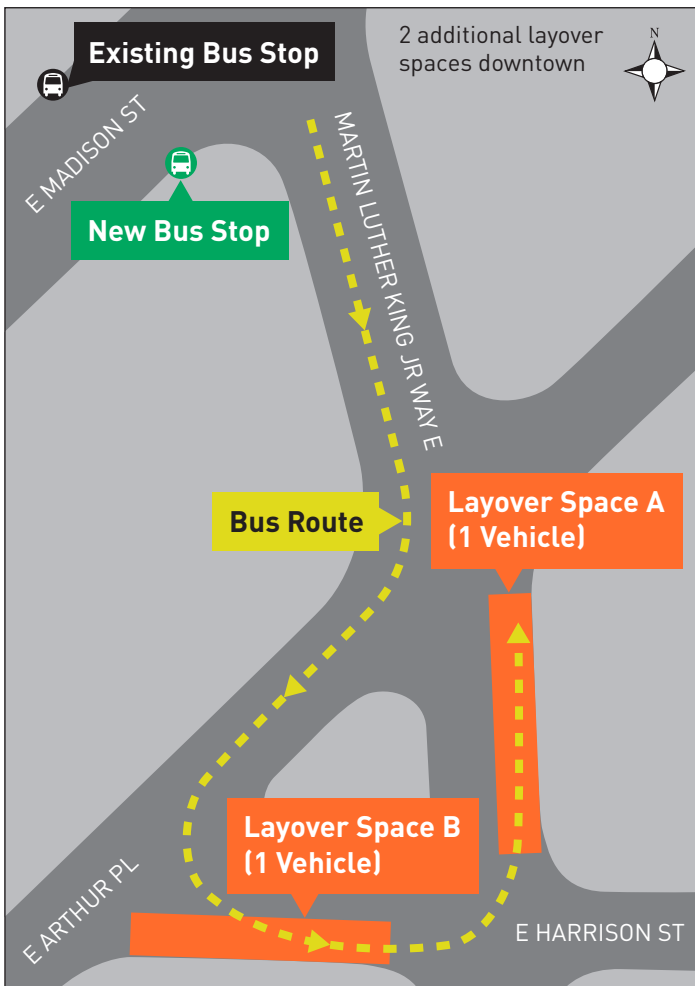 Existing Bus Stop
2 additional layover
spaces downtown
N
E MADISON ST
New Bus Stop
MARTIN LUTHER KING JR WAY E
Bus Route
Layover Space A
(1 Vehicle)
Layover Space B
(1 Vehicle)
E ARTHUR PL
E HARRISON ST